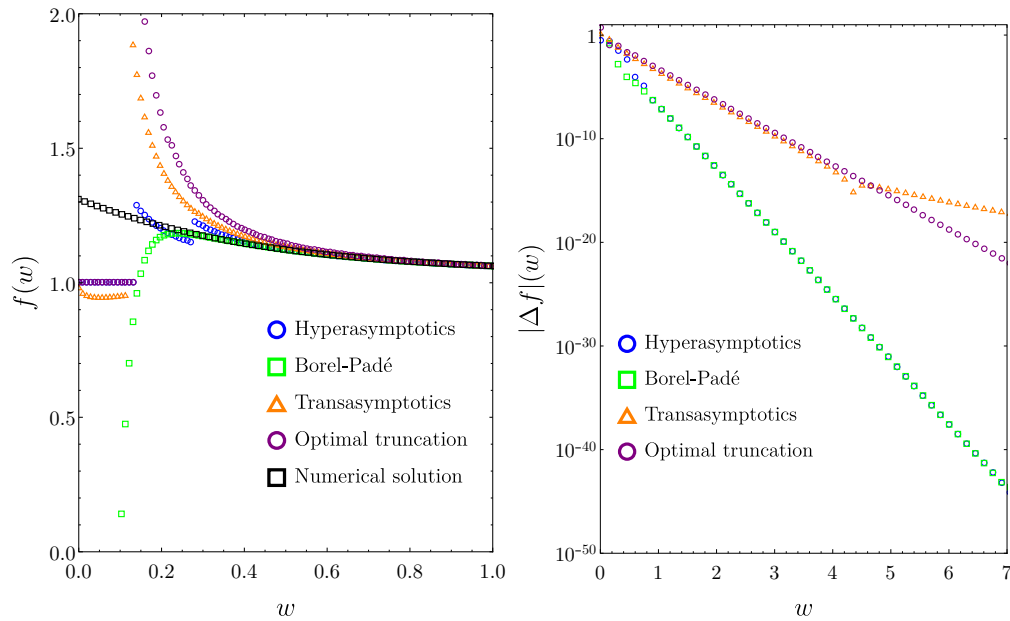 2.0
1.5
1.0
0.5
0.0
f(w)
Hyperasymptotics
Borel-Padé
Transasymptotics
Optimal truncation
Numerical solution
0.0 0.2 0.4 0.6 0.8 1.0
w
1
10^{-10}
10^{-20}
10^{-30}
10^{-40}
10^{-50}
|Δf|(w)
Hyperasymptotics
Borel-Padé
Transasymptotics
Optimal truncation
0 1 2 3 4 5 6 7
w